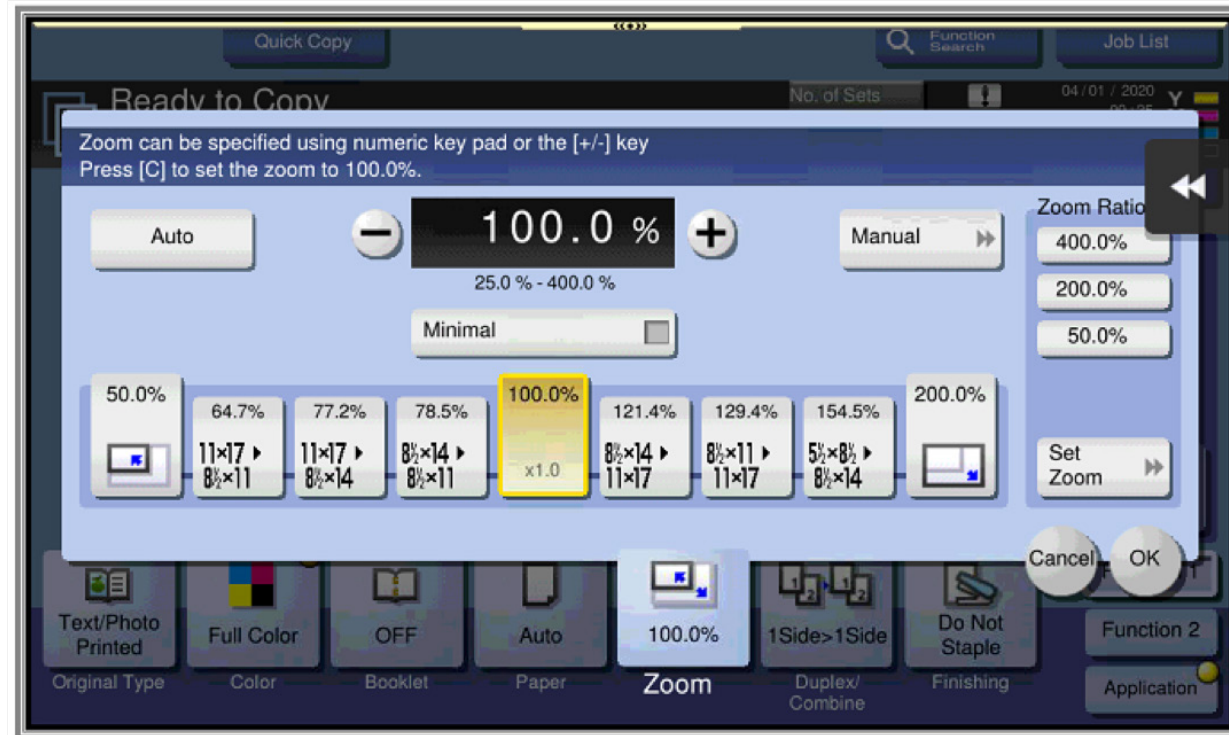 Quick Copy
Function
Search
Job List
Ready to Copy
No. of Sets
04/01 / 2020
Y
Zoom can be specified using numeric key pad or the [+/-] key
Press [C] to set the zoom to 100.0%.
Auto
100.0 %
25.0 % - 400.0 %
Minimal
Manual
Zoom Ratio
400.0%
200.0%
50.0%
Set
Zoom
50.0%
64.7%
11×17
8½×11
77.2%
11×17
8½×14
78.5%
8½×14
8½×11
100.0%
x1.0
121.4%
8½×14
11×17
129.4%
8½×11
11×17
154.5%
5½×8½
8½×14
200.0%
Cancel
OK
Text/Photo
Printed
Original Type
Full Color
Color
OFF
Booklet
Auto
Paper
100.0%
Zoom
1Side>1Side
Duplex/
Combine
Do Not
Staple
Finishing
Function 2
Application